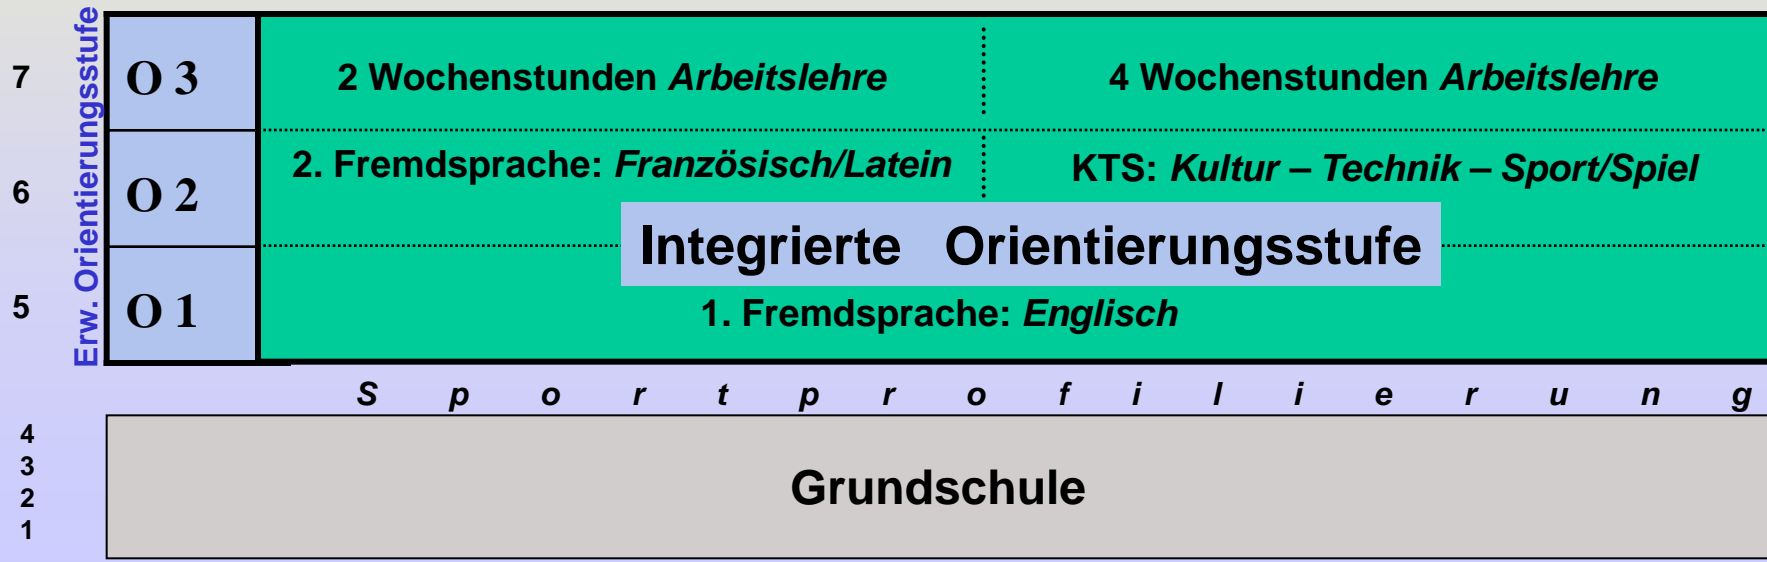 Erw. Orientierungsstufe
7 O 3 2 Wochenstunden Arbeitslehre 4 Wochenstunden Arbeitslehre
6 O 2 2. Fremdsprache: Französisch/Latein KTS: Kultur – Technik – Sport/Spiel
Integrierte Orientierungsstufe
5 O 1 1. Fremdsprache: Englisch
S p o r t p r o f i l i e r u n g
4
3
2
1
Grundschule